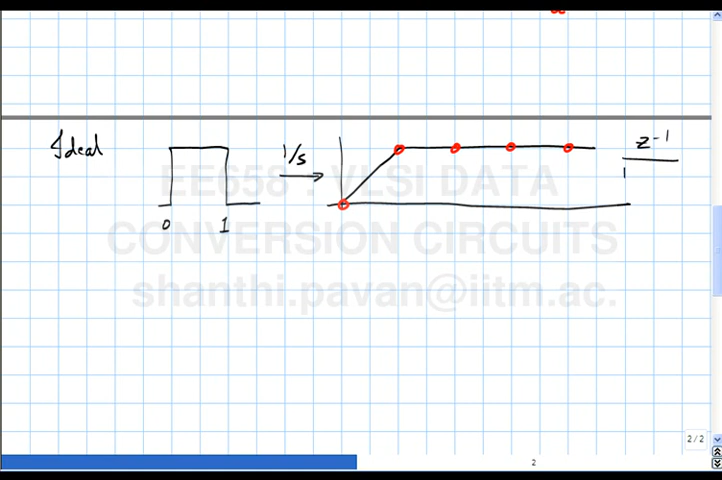 Ideal
1/s
z⁻¹
1
0
1
EE658 - VLSI DATA
CONVERSION CIRCUITS
shanthi.pavan@iitm.ac.
2 / 2
2